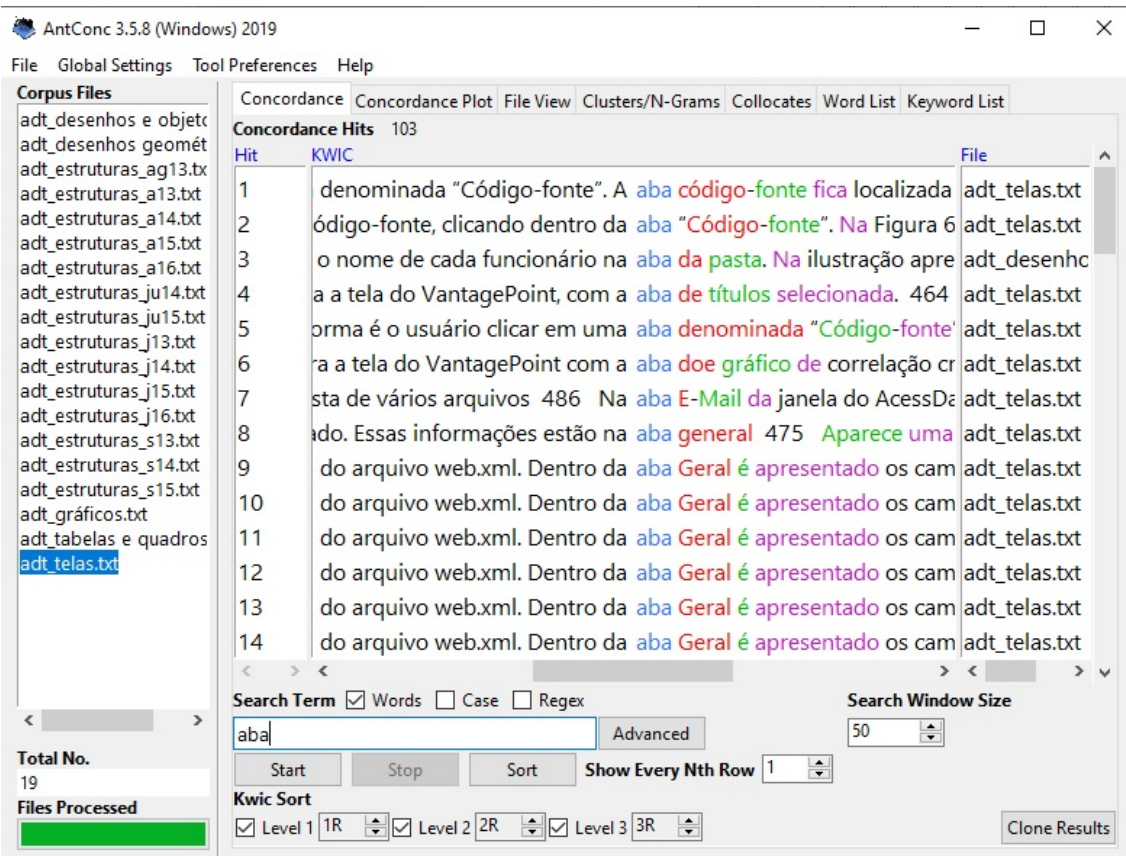 AntConc 3.5.8 (Windows) 2019
File Global Settings Tool Preferences Help
Corpus Files
adt_desenhos e objeto
adt_desenhos geomét
adt_estruturas_ag13.tx
adt_estruturas_a13.txt
adt_estruturas_a14.txt
adt_estruturas_a15.txt
adt_estruturas_a16.txt
adt_estruturas_ju14.txt
adt_estruturas_ju15.txt
adt_estruturas_j13.txt
adt_estruturas_j14.txt
adt_estruturas_j15.txt
adt_estruturas_j16.txt
adt_estruturas_s13.txt
adt_estruturas_s14.txt
adt_estruturas_s15.txt
adt_gráficos.txt
adt_tabelas e quadros
adt_telas.txt
Total No.
19
Files Processed
Concordance Concordance Plot File View Clusters/N-Grams Collocates Word List Keyword List
Concordance Hits 103
Hit KWIC File
1 denominada “Código-fonte”. A aba código-fonte fica localizada adt_telas.txt
2 ódigo-fonte, clicando dentro da aba “Código-fonte”. Na Figura 6 adt_telas.txt
3 o nome de cada funcionário na aba da pasta. Na ilustração apre adt_desenho
4 a a tela do VantagePoint, com a aba de títulos selecionada. 464 adt_telas.txt
5 orma é o usuário clicar em uma aba denominada “Código-fonte” adt_telas.txt
6 ra a tela do VantagePoint com a aba doe gráfico de correlação cr adt_telas.txt
7 sta de vários arquivos 486 Na aba E-Mail da janela do AcessDa adt_telas.txt
8 ado. Essas informações estão na aba general 475 Aparece uma adt_telas.txt
9 do arquivo web.xml. Dentro da aba Geral é apresentado os cam adt_telas.txt
10 do arquivo web.xml. Dentro da aba Geral é apresentado os cam adt_telas.txt
11 do arquivo web.xml. Dentro da aba Geral é apresentado os cam adt_telas.txt
12 do arquivo web.xml. Dentro da aba Geral é apresentado os cam adt_telas.txt
13 do arquivo web.xml. Dentro da aba Geral é apresentado os cam adt_telas.txt
14 do arquivo web.xml. Dentro da aba Geral é apresentado os cam adt_telas.txt
Search Term Words Case Regex Search Window Size
aba Advanced 50
Start Stop Sort Show Every Nth Row 1
Kwic Sort
Level 1 1R Level 2 2R Level 3 3R Clone Results